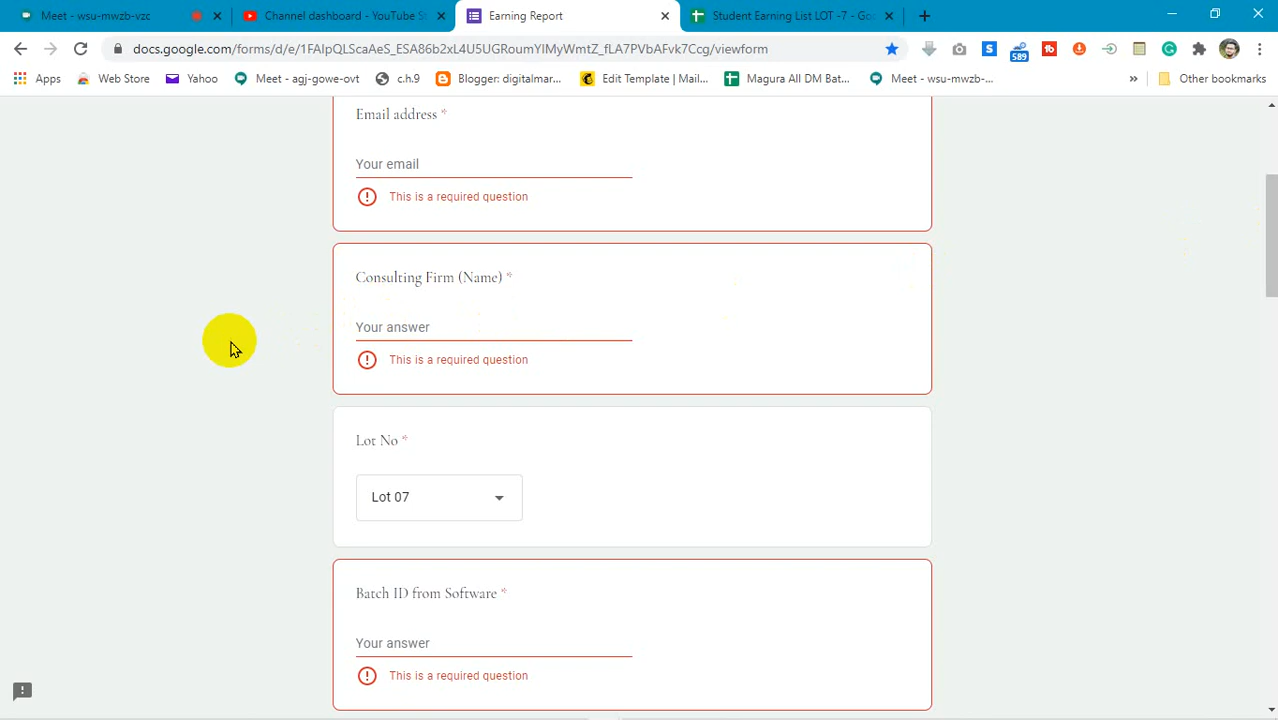 Meet - wsu-mwzb-vzc
Channel dashboard - YouTube S
Earning Report
Student Earning List LOT -7 - Go
docs.google.com/forms/d/e/1FAIpQLScaAeS_ESA86b2xL4U5UGRoumYlMyWmtZ_fLA7PVbAFvk7Ccg/viewform
589
Apps
Web Store
Yahoo
Meet - agj-gowe-ovt
c.h.9
Blogger: digitalmar...
Edit Template | Mail...
Magura All DM Bat...
Meet - wsu-mwzb-...
»
Other bookmarks
Email address *
Your email
This is a required question
Consulting Firm (Name) *
Your answer
This is a required question
Lot No *
Lot 07
Batch ID from Software *
Your answer
This is a required question